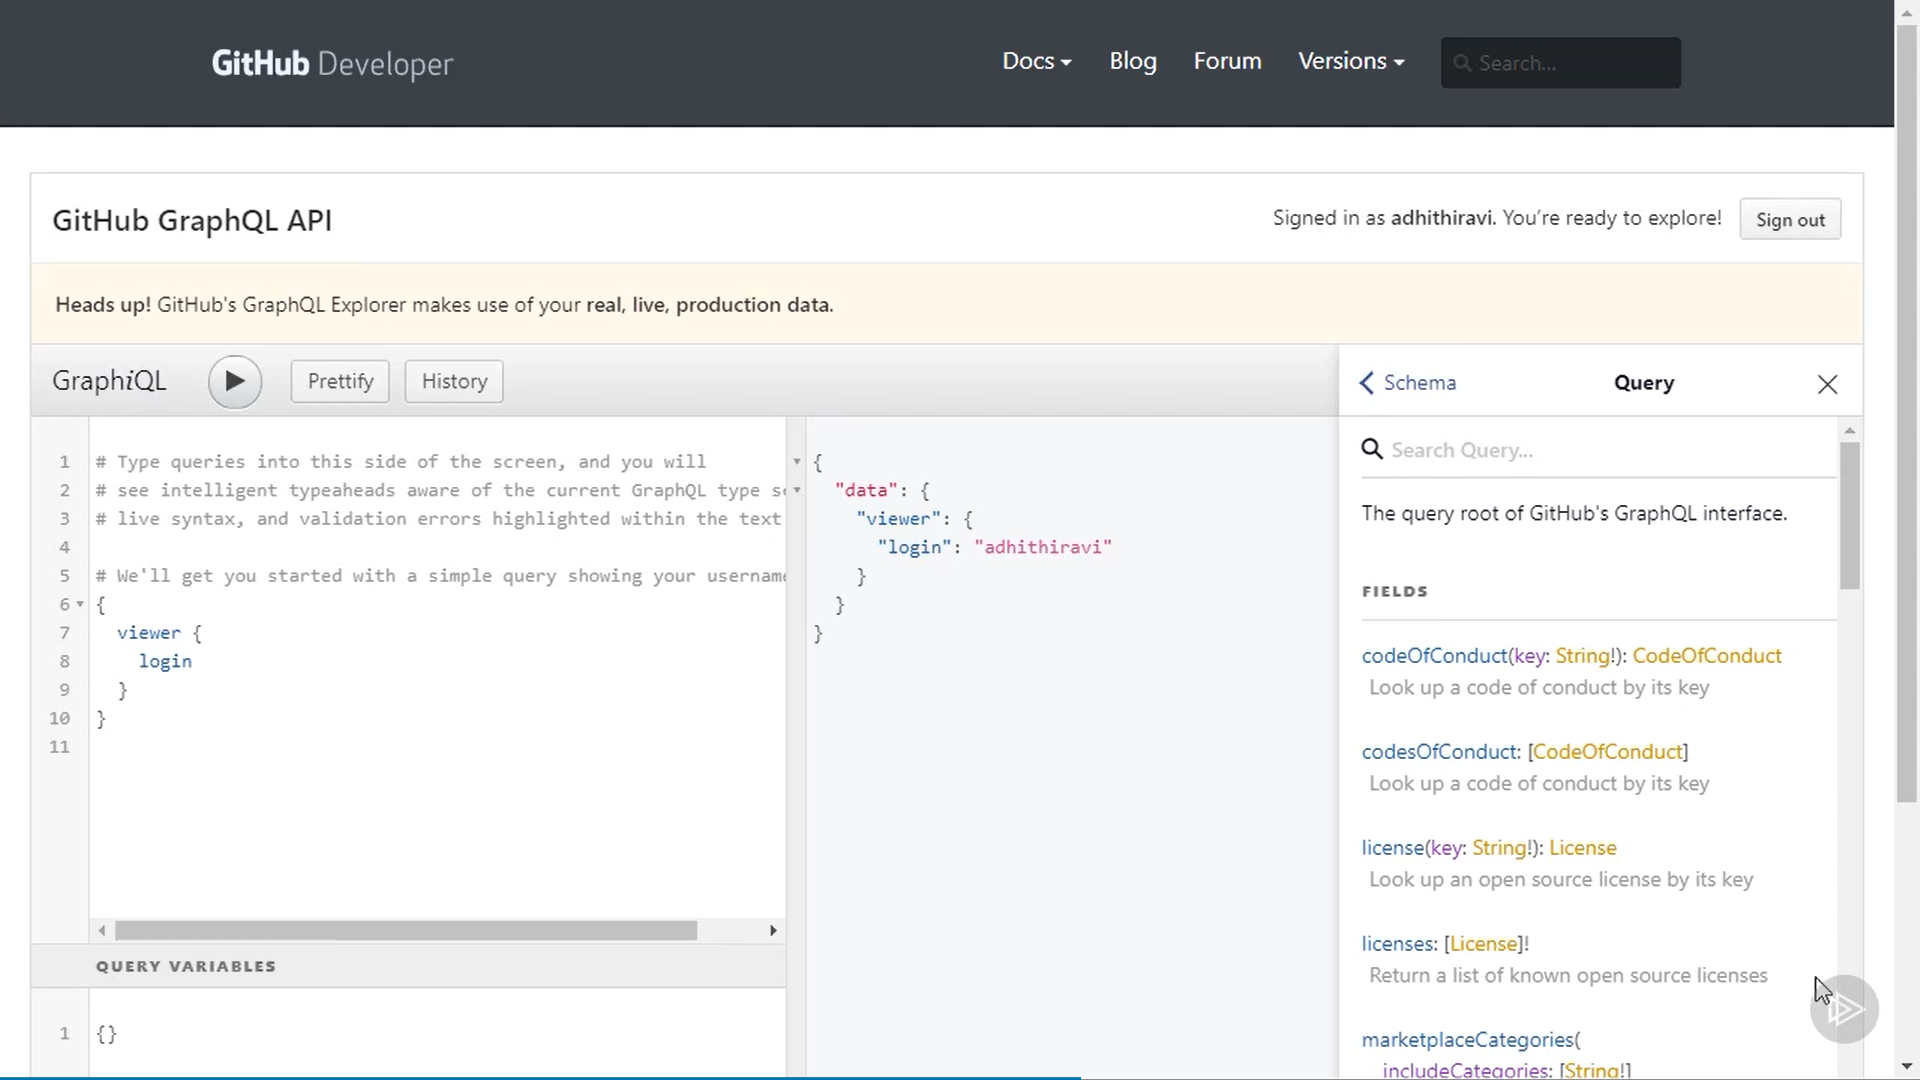 GitHub Developer
Docs
Blog
Forum
Versions
Search...
GitHub GraphQL API
Signed in as adhithiravi. You're ready to explore!
Sign out
Heads up! GitHub's GraphQL Explorer makes use of your real, live, production data.
GraphiQL
Prettify
History
1 # Type queries into this side of the screen, and you will
2 # see intelligent typeaheads aware of the current GraphQL type
3 # live syntax, and validation errors highlighted within the text
4
5 # We'll get you started with a simple query showing your username
6 {
7 viewer {
8 login
9 }
10 }
11
QUERY VARIABLES
1 {}
{
"data": {
"viewer": {
"login": "adhithiravi"
}
}
}
Schema
Query
Search Query...
The query root of GitHub's GraphQL interface.
FIELDS
codeOfConduct(key: String!): CodeOfConduct
Look up a code of conduct by its key
codesOfConduct: [CodeOfConduct]
Look up a code of conduct by its key
license(key: String!): License
Look up an open source license by its key
licenses: [License]!
Return a list of known open source licenses
marketplaceCategories(
includeCategories: [String!]